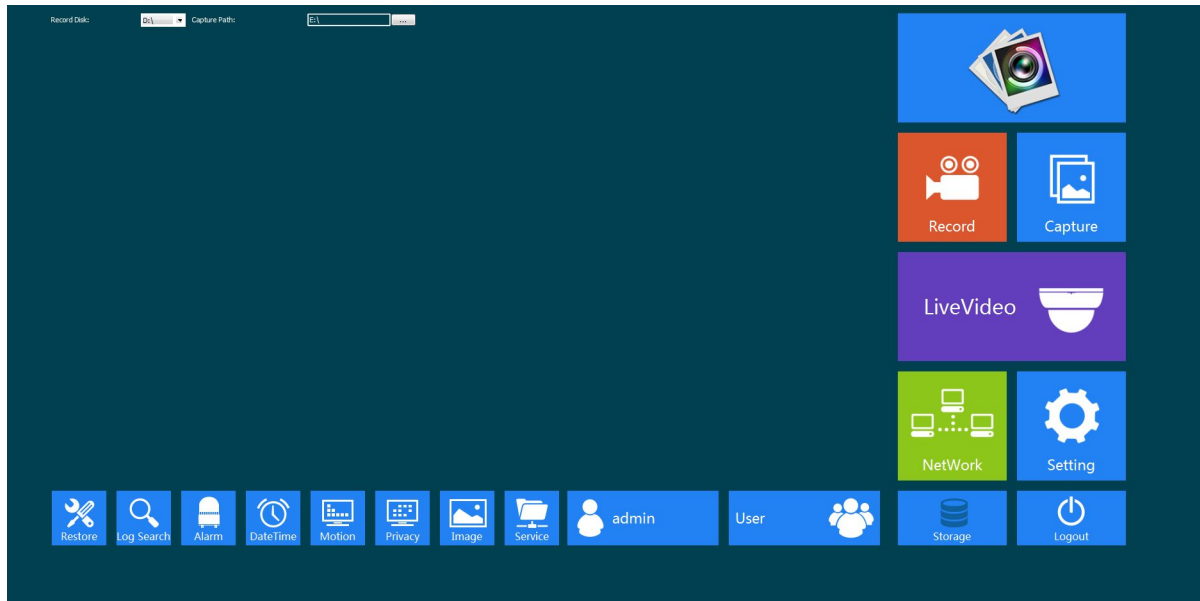 Record Disk: D:\ Capture Path: E:\ ...
Record Capture
LiveVideo
NetWork Setting
Restore Log Search Alarm DateTime Motion Privacy Image Service admin User Storage Logout